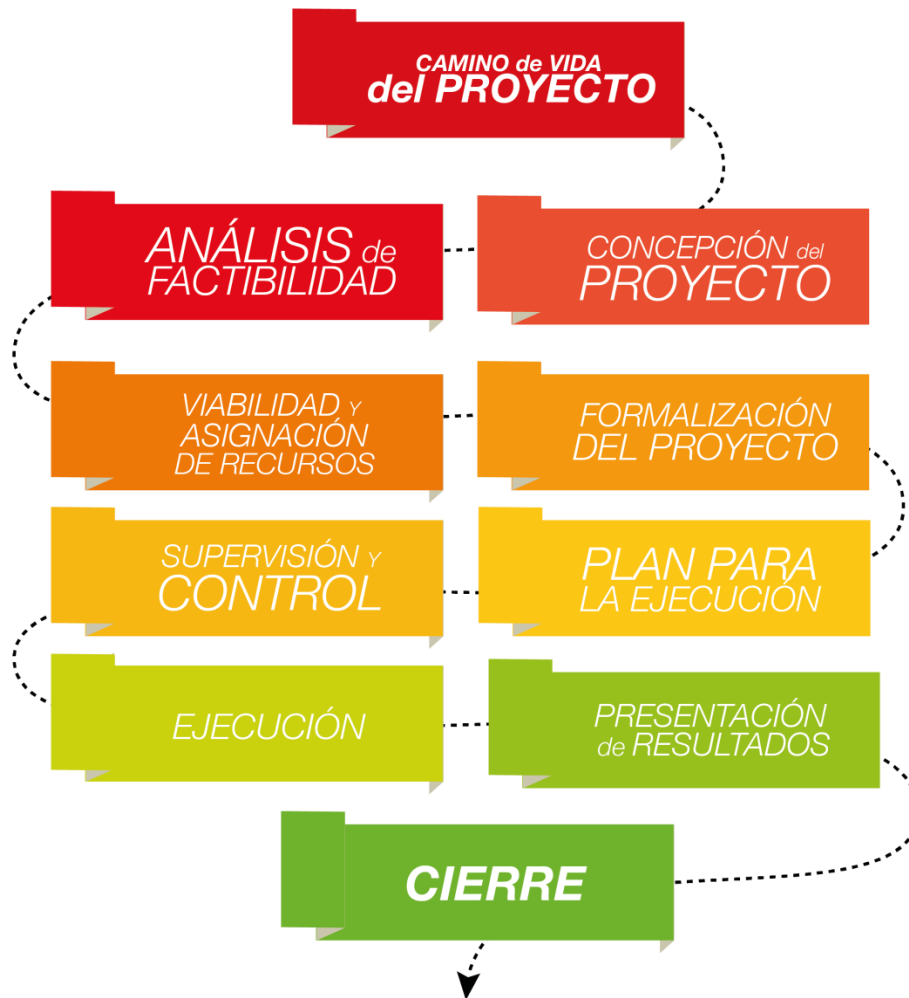 CAMINO de VIDA
del PROYECTO
CONCEPCIÓN del
PROYECTO
ANÁLISIS de
FACTIBILIDAD
VIABILIDAD Y
ASIGNACIÓN
DE RECURSOS
FORMALIZACIÓN
DEL PROYECTO
PLAN PARA
LA EJECUCIÓN
SUPERVISIÓN Y
CONTROL
EJECUCIÓN
PRESENTACIÓN
de RESULTADOS
CIERRE